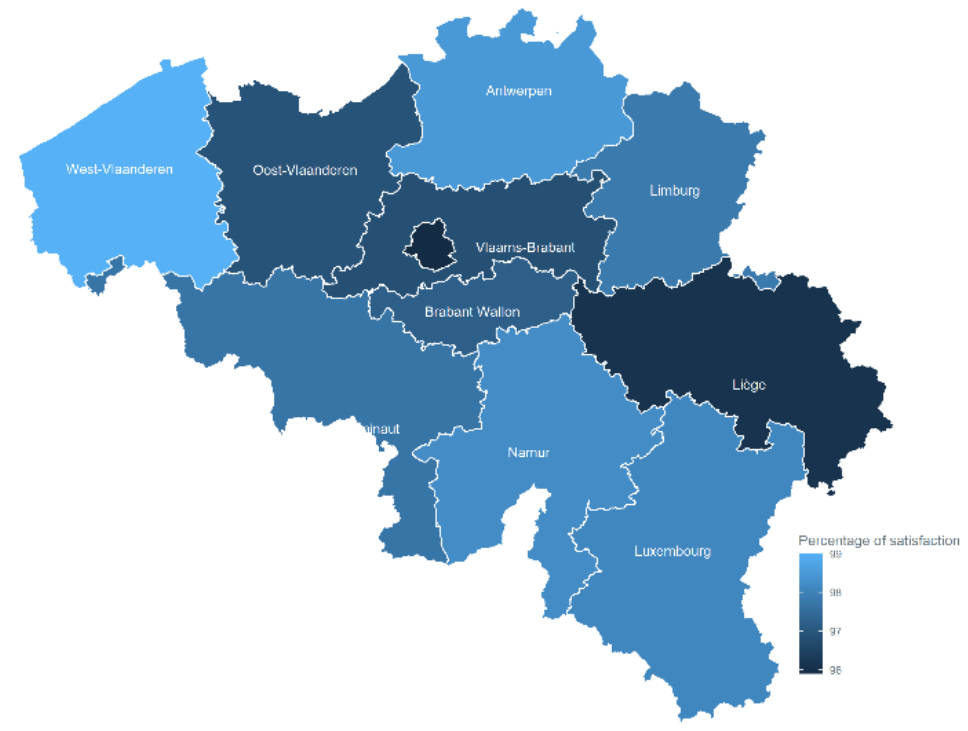 Antwerpen
West-Vlaanderen
Oost-Vlaanderen
Limburg
Vlaams-Brabant
Brabant Wallon
Liège
inaut
Namur
Luxembourg
Percentage of satisfaction
99
98
97
96